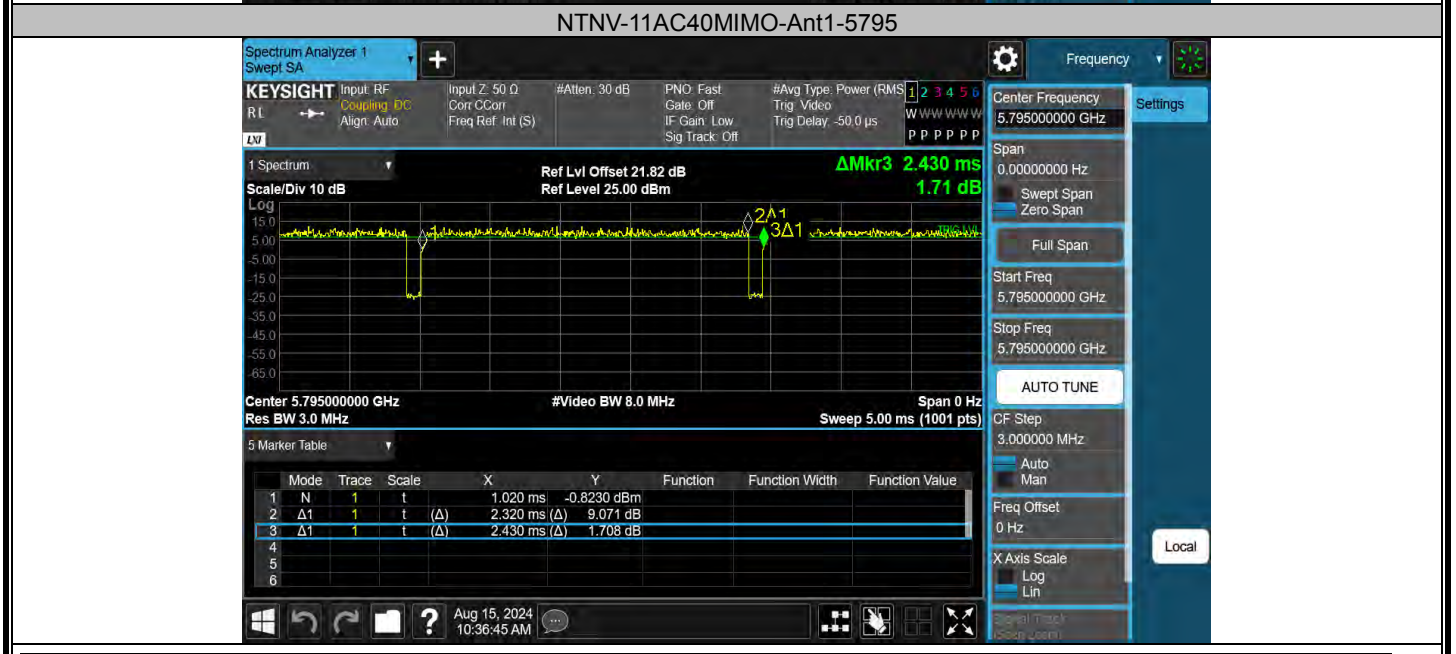 NTNV-11AC40MIMO-Ant1-5795
Spectrum Analyzer 1
Swept SA
+
Frequency
KEYSIGHT
RL
LXI
Input: RF
Coupling: DC
Align: Auto
Input Z: 50 Ω
Corr CCorr
Freq Ref: Int (S)
#Atten: 30 dB
PNO: Fast
Gate: Off
IF Gain: Low
Sig Track: Off
#Avg Type: Power (RMS
Trig: Video
Trig Delay: -50.0 µs
1 2 3 4 5 6
W W W W W W
P P P P P P
Center Frequency
5.795000000 GHz
Settings
Span
0.00000000 Hz
Swept Span
Zero Span
Full Span
Start Freq
5.795000000 GHz
Stop Freq
5.795000000 GHz
AUTO TUNE
CF Step
3.000000 MHz
Auto
Man
Freq Offset
0 Hz
X Axis Scale
Log
Lin
Signal Track
(Span Zoom)
Local
1 Spectrum
Scale/Div 10 dB
Ref Lvl Offset 21.82 dB
Ref Level 25.00 dBm
ΔMkr3 2.430 ms
1.71 dB
Log
15.0
5.00
-5.00
-15.0
-25.0
-35.0
-45.0
-55.0
-65.0
1
2Δ1
3Δ1
TRIG LVL
Center 5.795000000 GHz
Res BW 3.0 MHz
#Video BW 8.0 MHz
Span 0 Hz
Sweep 5.00 ms (1001 pts)
5 Marker Table
Mode Trace Scale X Y Function Function Width Function Value
1 N 1 t 1.020 ms -0.8230 dBm
2 Δ1 1 t (Δ) 2.320 ms (Δ) 9.071 dB
3 Δ1 1 t (Δ) 2.430 ms (Δ) 1.708 dB
4
5
6
?
Aug 15, 2024
10:36:45 AM